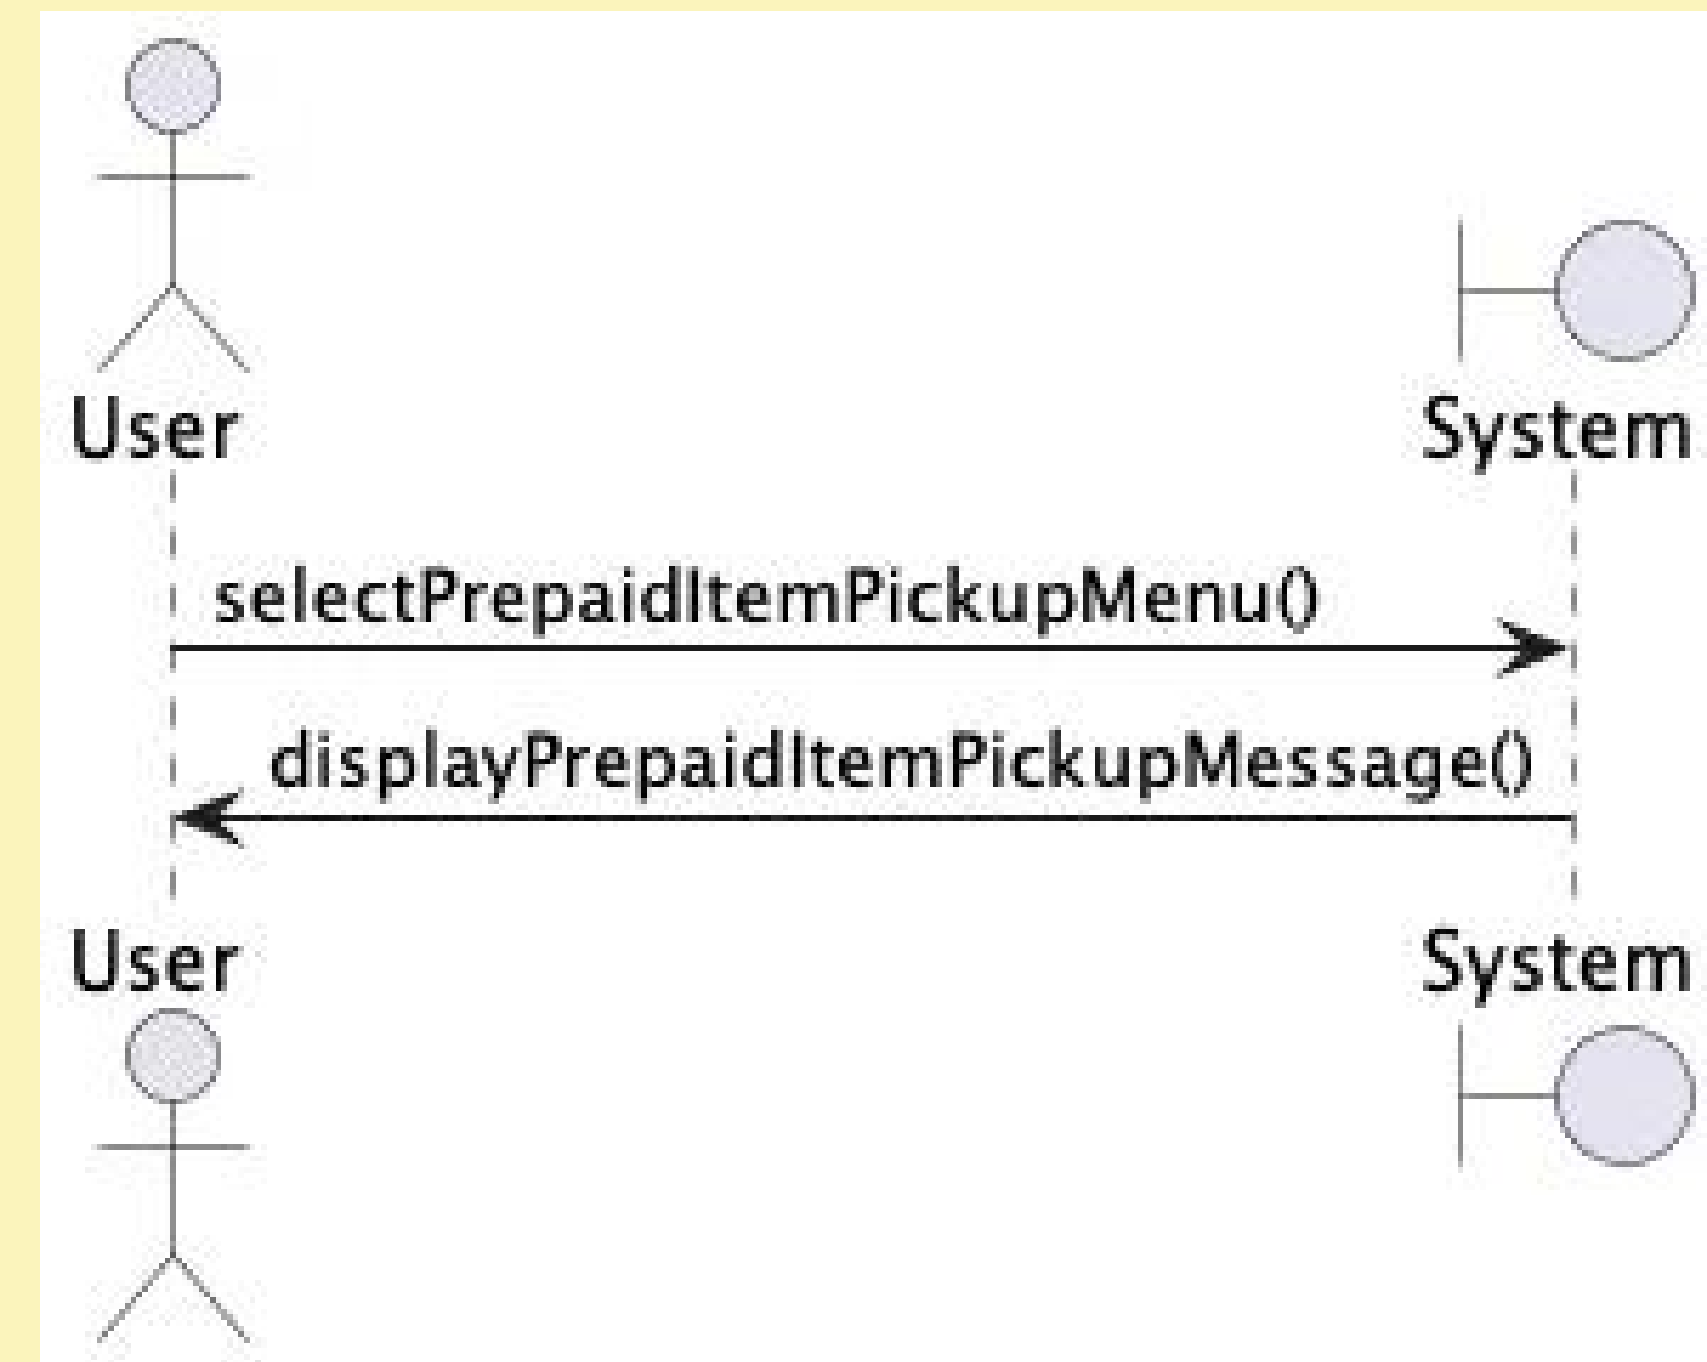 User
System
selectPrepaidItemPickupMenu()
displayPrepaidItemPickupMessage()
User
System